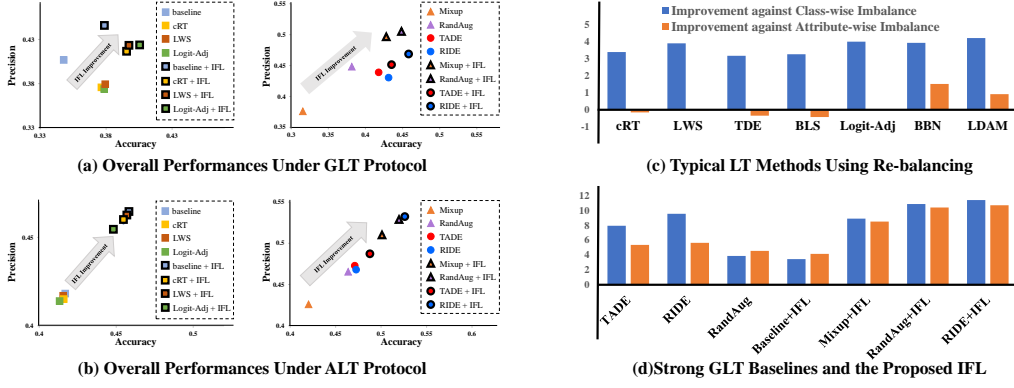 Precision
0.43
0.38
0.33
0.33
0.38
0.43
Accuracy
IFL Improvement
baseline
cRT
LWS
Logit-Adj
baseline + IFL
cRT + IFL
LWS + IFL
Logit-Adj + IFL
Precision
0.55
0.5
0.45
0.4
0.35
0.3
0.35
0.4
0.45
0.5
0.55
Accuracy
IFL Improvement
Mixup
RandAug
TADE
RIDE
Mixup + IFL
RandAug + IFL
TADE + IFL
RIDE + IFL
(a) Overall Performances Under GLT Protocol
Precision
0.45
0.4
0.4
0.45
0.5
Accuracy
IFL Improvement
baseline
cRT
LWS
Logit-Adj
baseline + IFL
cRT + IFL
LWS + IFL
Logit-Adj + IFL
Precision
0.55
0.5
0.45
0.4
0.4
0.45
0.5
0.55
0.6
Accuracy
IFL Improvement
Mixup
RandAug
TADE
RIDE
Mixup + IFL
RandAug + IFL
TADE + IFL
RIDE + IFL
(b) Overall Performances Under ALT Protocol
Improvement against Class-wise Imbalance
Improvement against Attribute-wise Imbalance
5
4
3
2
1
0
-1
cRT
LWS
TDE
BLS
Logit-Adj
BBN
LDAM
(c) Typical LT Methods Using Re-balancing
12
10
8
6
4
2
0
TADE
RIDE
RandAug
Baseline+IFL
Mixup+IFL
RandAug+IFL
RIDE+IFL
(d)Strong GLT Baselines and the Proposed IFL